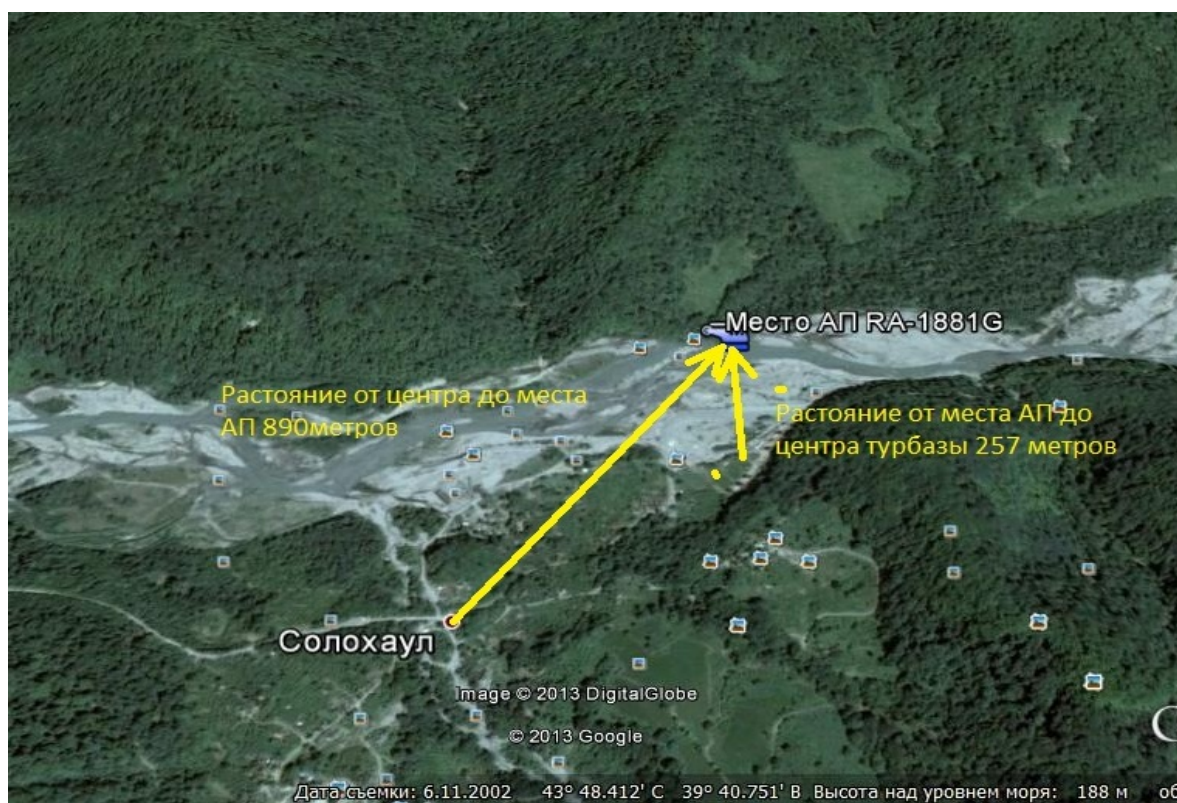 Место АП RA-1881G
Растояние от центра до места
АП 890метров
Растояние от места АП до
центра турбазы 257 метров
Солохаул
Image © 2013 DigitalGlobe
© 2013 Google
Дата съемки: 6.11.2002 43° 48.412' С 39° 40.751' В Высота над уровнем моря: 188 м об